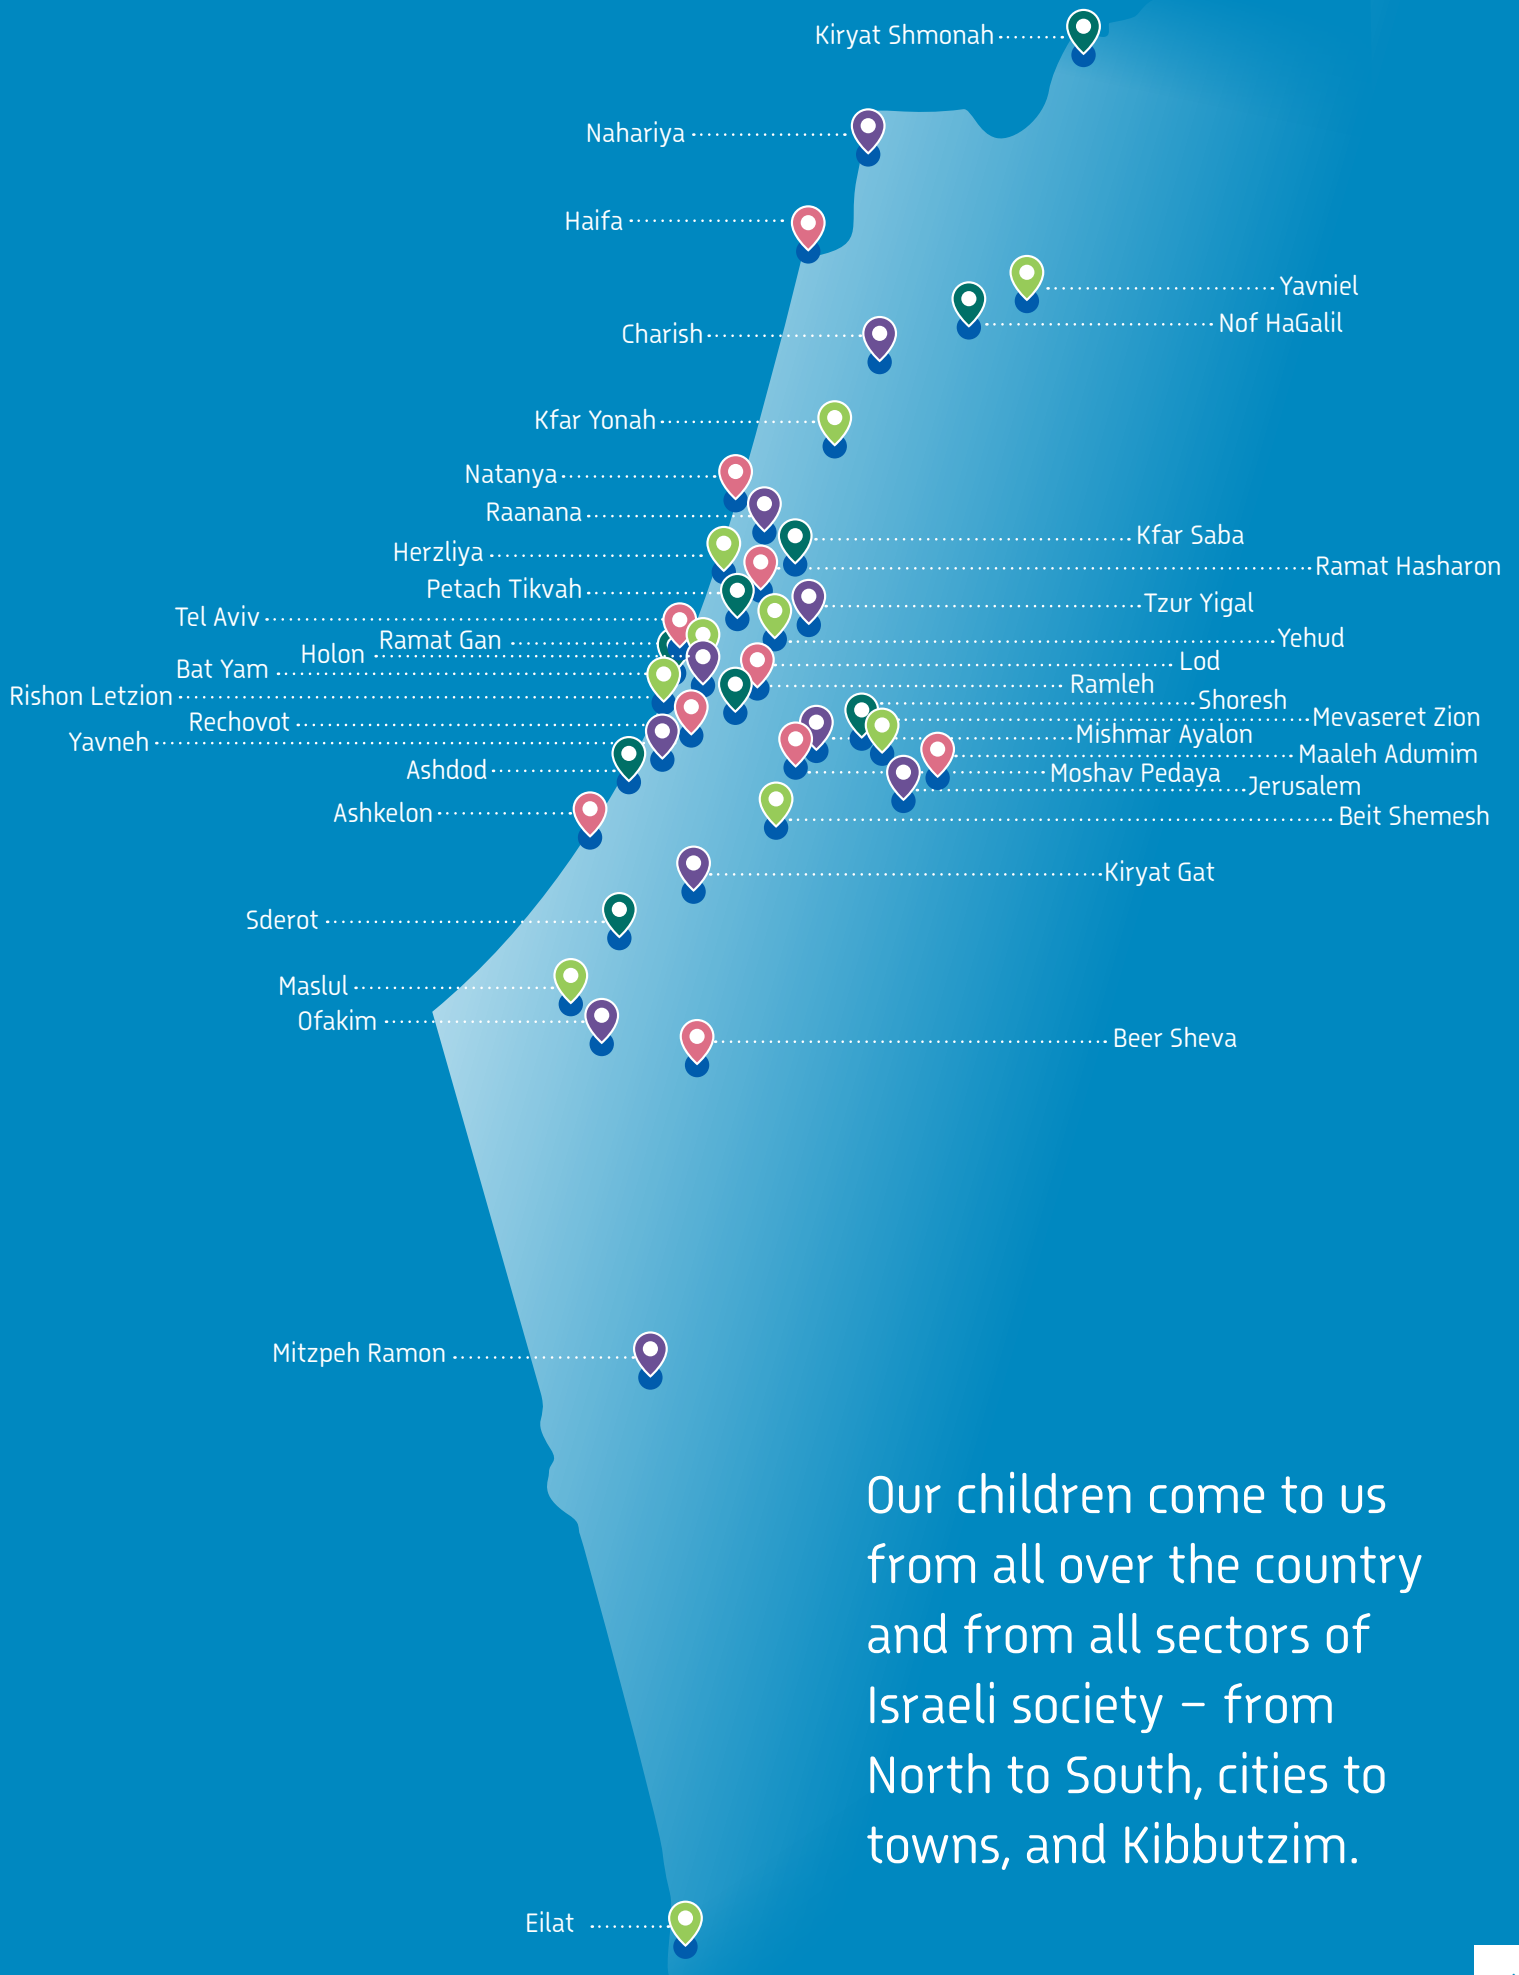 Kiryat Shmonah
Nahariya
Haifa
Yavniel
Nof HaGalil
Charish
Kfar Yonah
Natanya
Raanana
Kfar Saba
Herzliya
Ramat Hasharon
Petach Tikvah
Tzur Yigal
Tel Aviv
Ramat Gan
Yehud
Holon
Lod
Bat Yam
Ramleh
Rishon Letzion
Shoresh
Mevaseret Zion
Rechovot
Mishmar Ayalon
Yavneh
Maaleh Adumim
Ashdod
Moshav Pedaya
Jerusalem
Ashkelon
Beit Shemesh
Kiryat Gat
Sderot
Maslul
Ofakim
Beer Sheva
Mitzpeh Ramon
Our children come to us
from all over the country
and from all sectors of
Israeli society – from
North to South, cities to
towns, and Kibbutzim.
Eilat